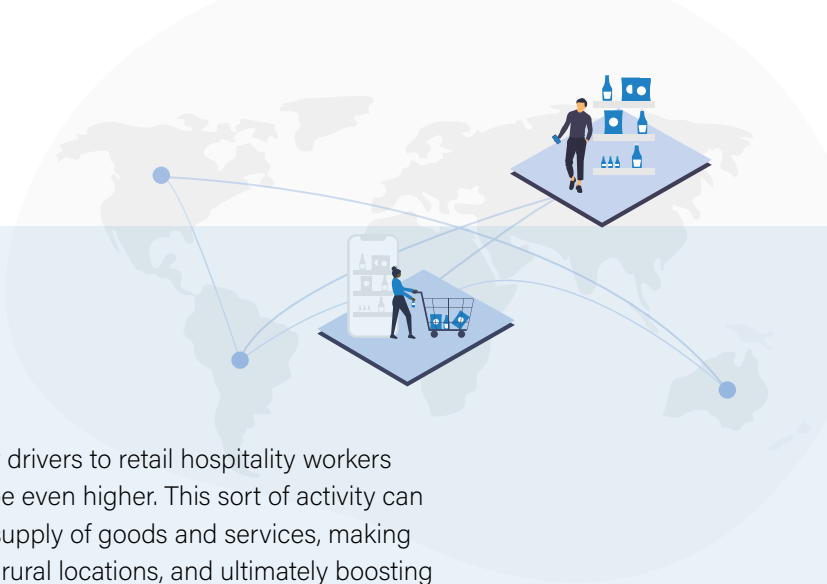 drivers to retail hospitality workers
even higher. This sort of activity can
supply of goods and services, making
rural locations, and ultimately boosting